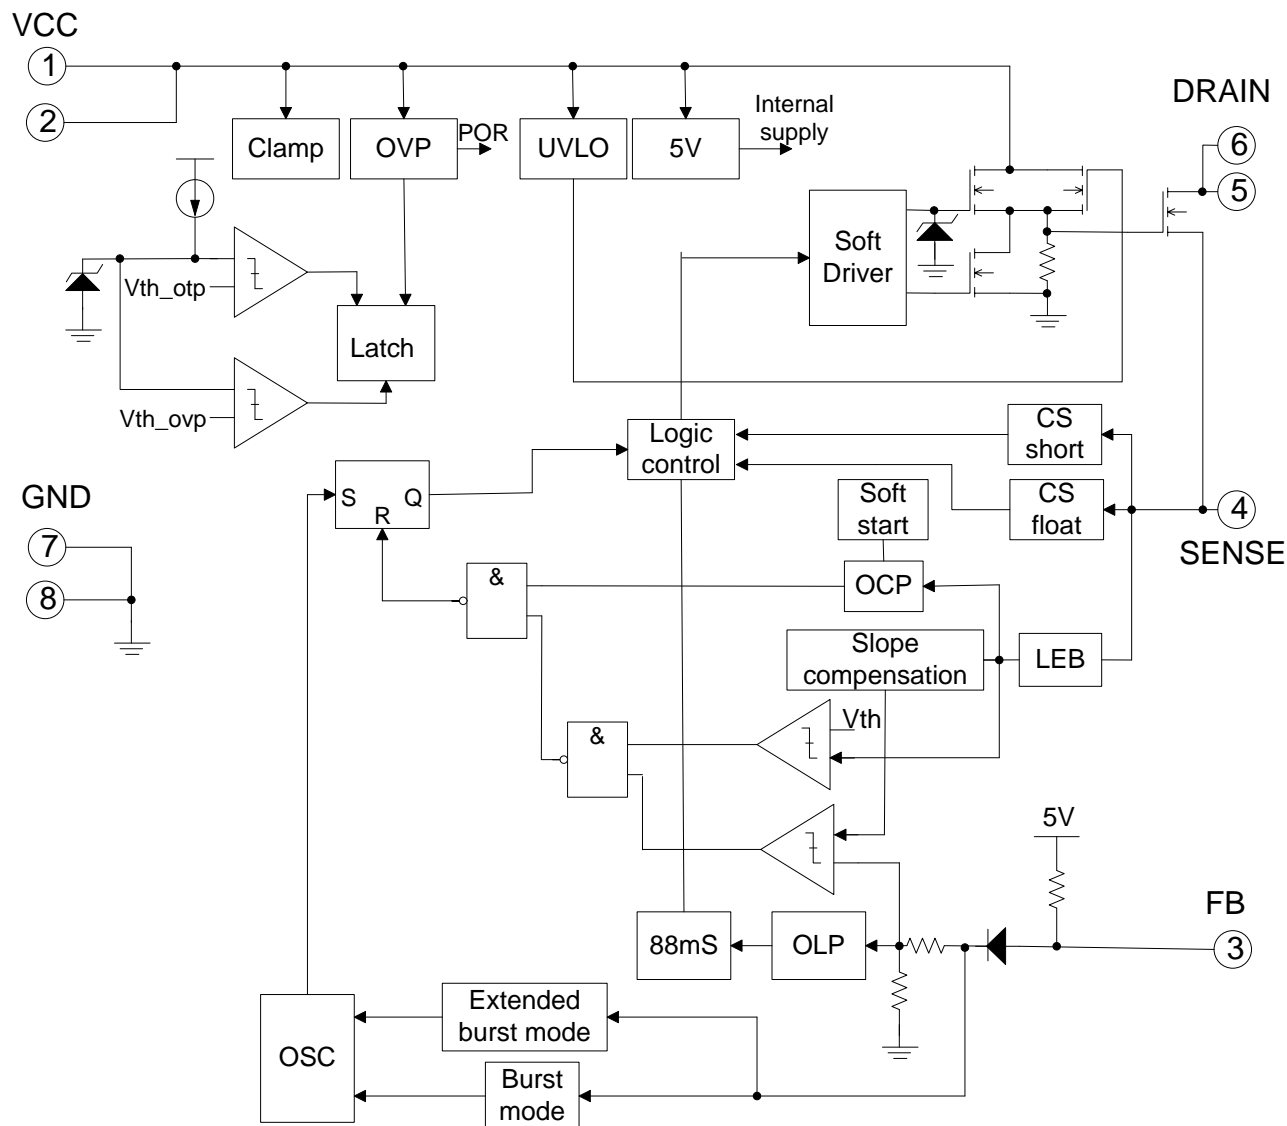 VCC
1
2
Clamp
OVP
POR
UVLO
5V
Internal
supply
DRAIN
6
5
Soft
Driver
Vth_otp
Latch
Vth_ovp
Logic
control
CS
short
S
Q
R
Soft
start
CS
float
4
SENSE
GND
7
8
&
OCP
Slope
compensation
LEB
Vth
&
5V
FB
3
88mS
OLP
Extended
burst mode
OSC
Burst
mode